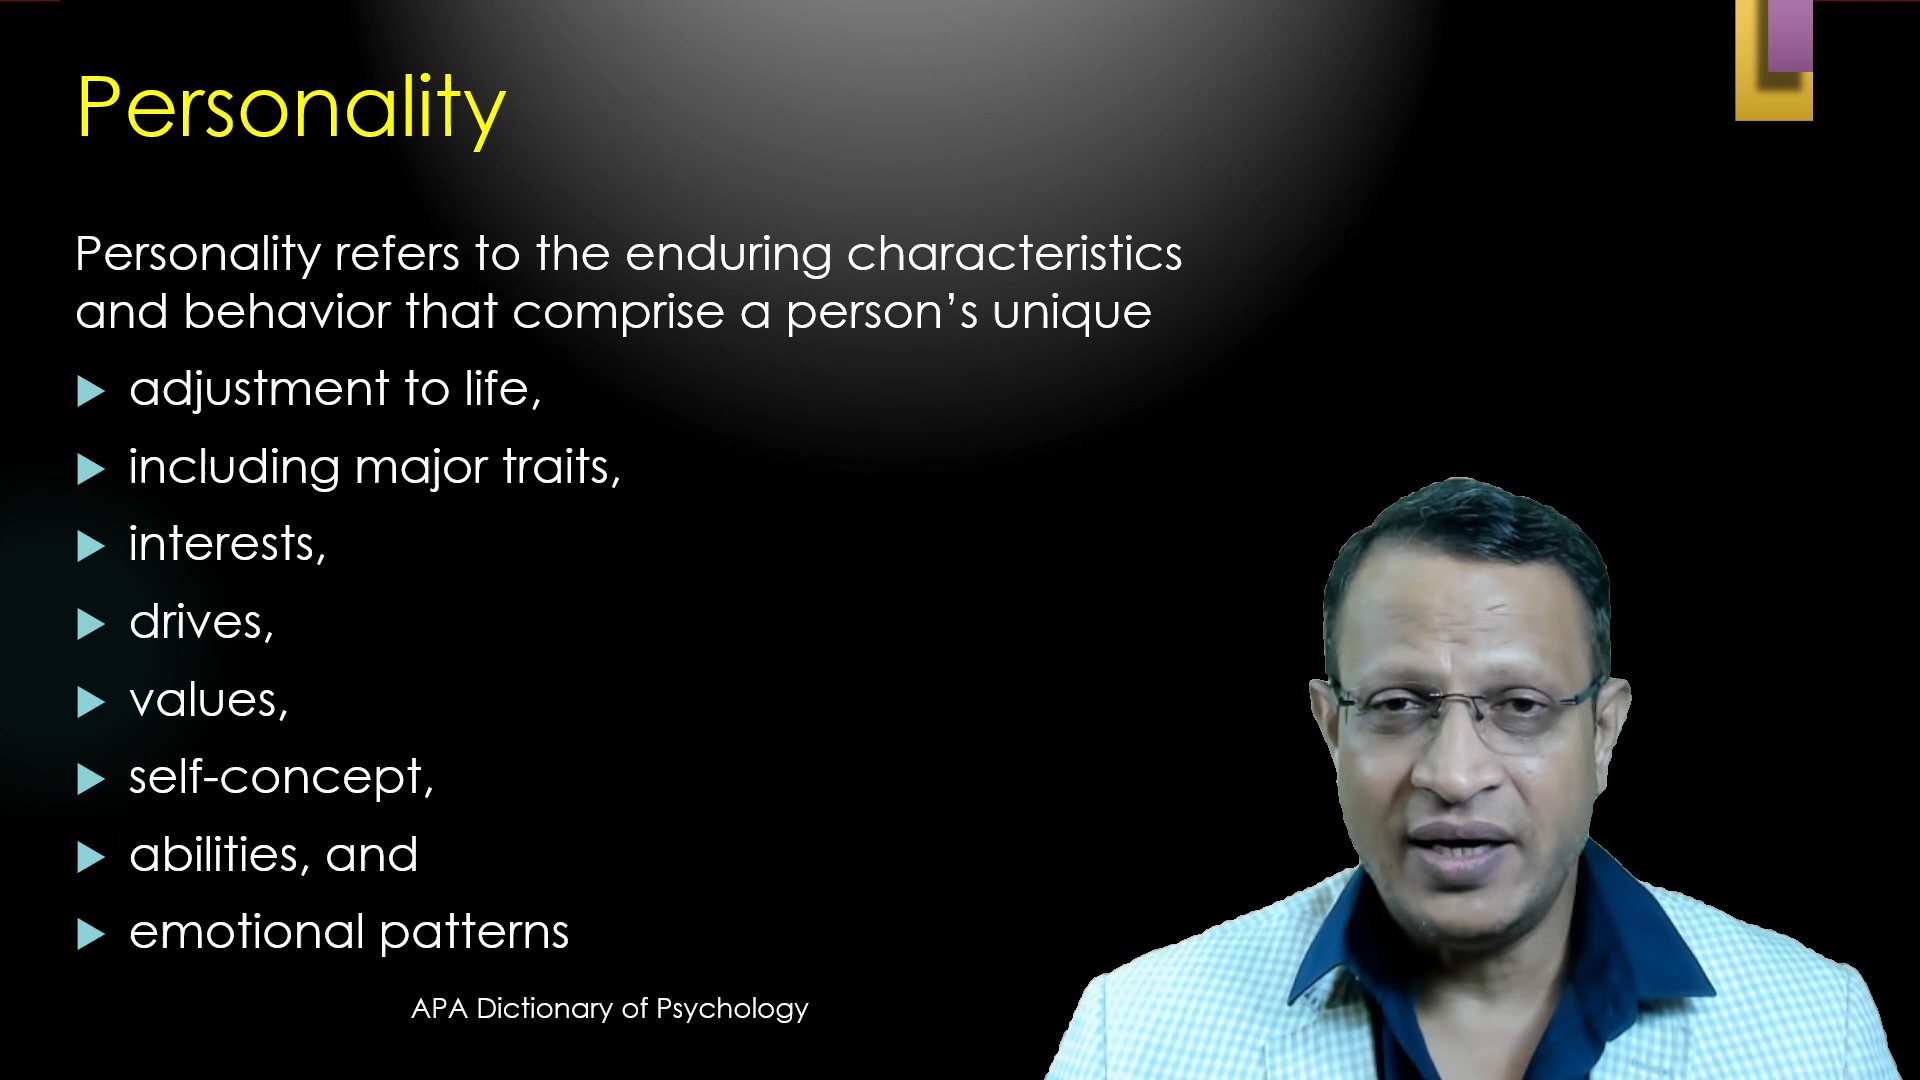 Personality
Personality refers to the enduring characteristics
and behavior that comprise a person’s unique
adjustment to life,
including major traits,
interests,
drives,
values,
self-concept,
abilities, and
emotional patterns
APA Dictionary of Psychology